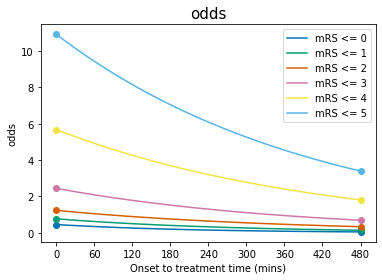 odds
mRS <= 0
mRS <= 1
mRS <= 2
mRS <= 3
mRS <= 4
mRS <= 5
10
8
6
4
2
0
odds
0 60 120 180 240 300 360 420 480
Onset to treatment time (mins)